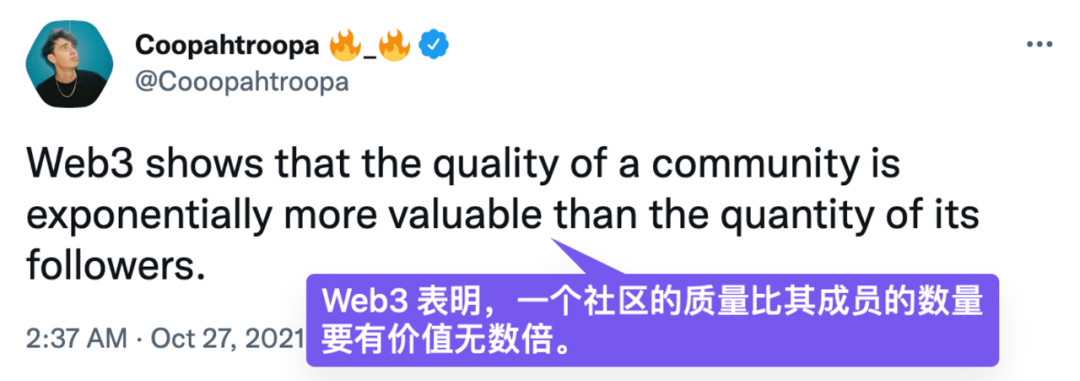 Coopahtroopa 🔥_🔥
@Cooopahtroopa
Web3 shows that the quality of a community is
exponentially more valuable than the quantity of its
followers.
Web3 表明，一个社区的质量比其成员的数量
要有价值无数倍。
2:37 AM · Oct 27, 2021